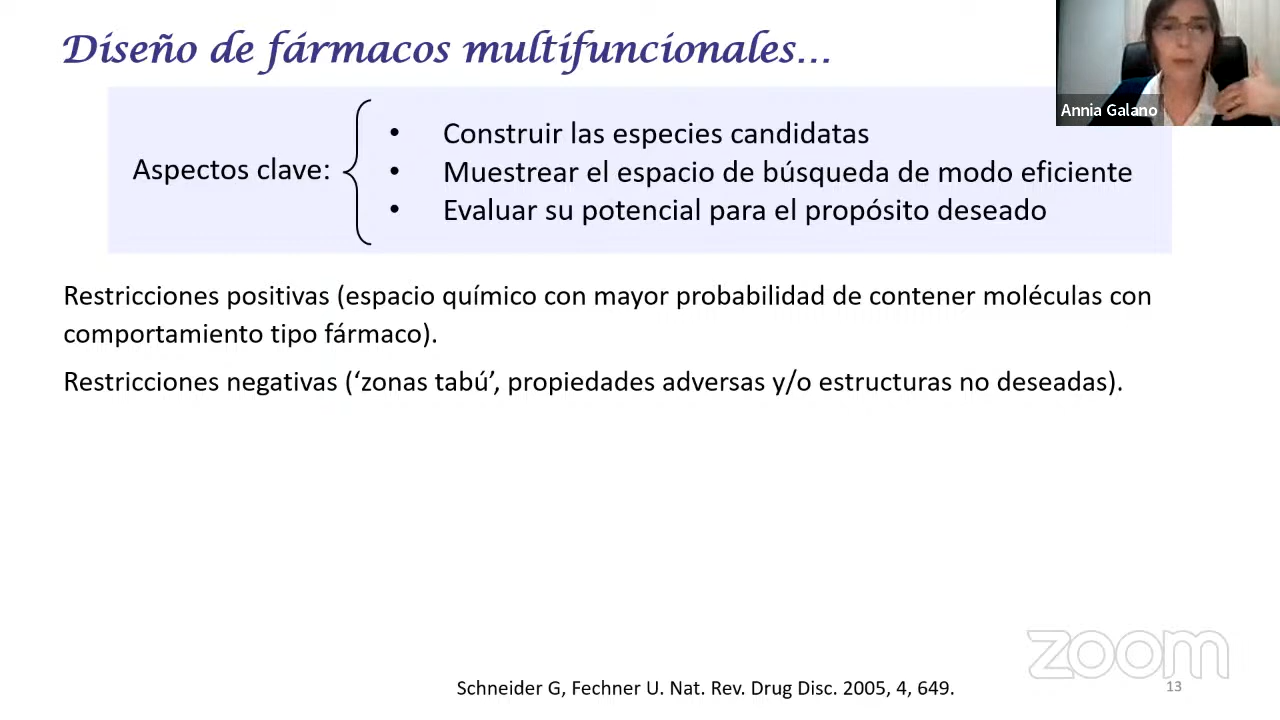 Diseño de fármacos multifuncionales...
Annia Galano
Aspectos clave:
• Construir las especies candidatas
• Muestrear el espacio de búsqueda de modo eficiente
• Evaluar su potencial para el propósito deseado
Restricciones positivas (espacio químico con mayor probabilidad de contener moléculas con
comportamiento tipo fármaco).
Restricciones negativas (‘zonas tabú’, propiedades adversas y/o estructuras no deseadas).
zoom
Schneider G, Fechner U. Nat. Rev. Drug Disc. 2005, 4, 649.
13